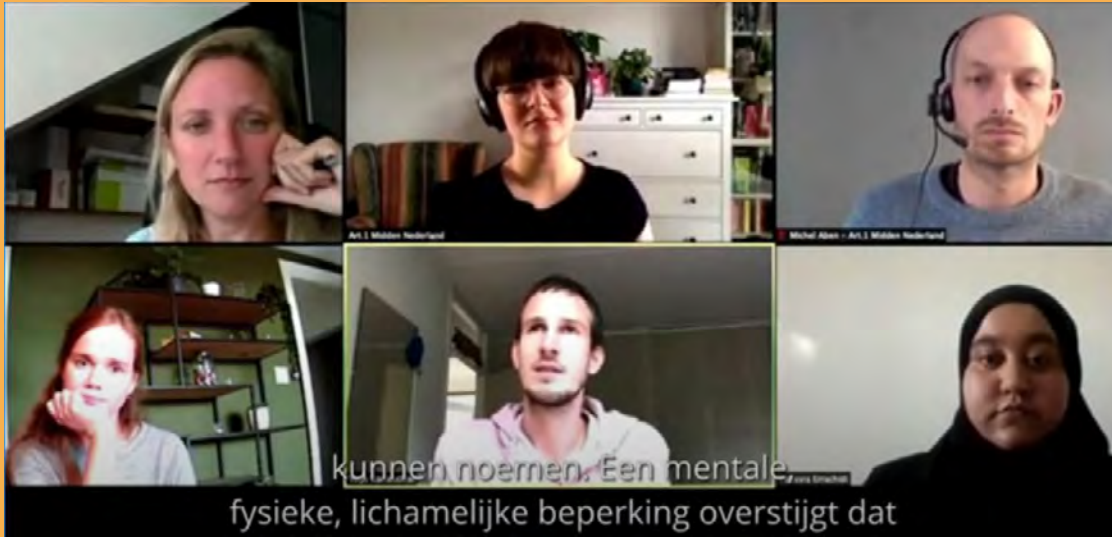 Art.1 Midden Nederland
Michel Aben - Art.1 Midden Nederland
kunnen noemen. Een mentale,
fysieke, lichamelijke beperking overstijgt dat